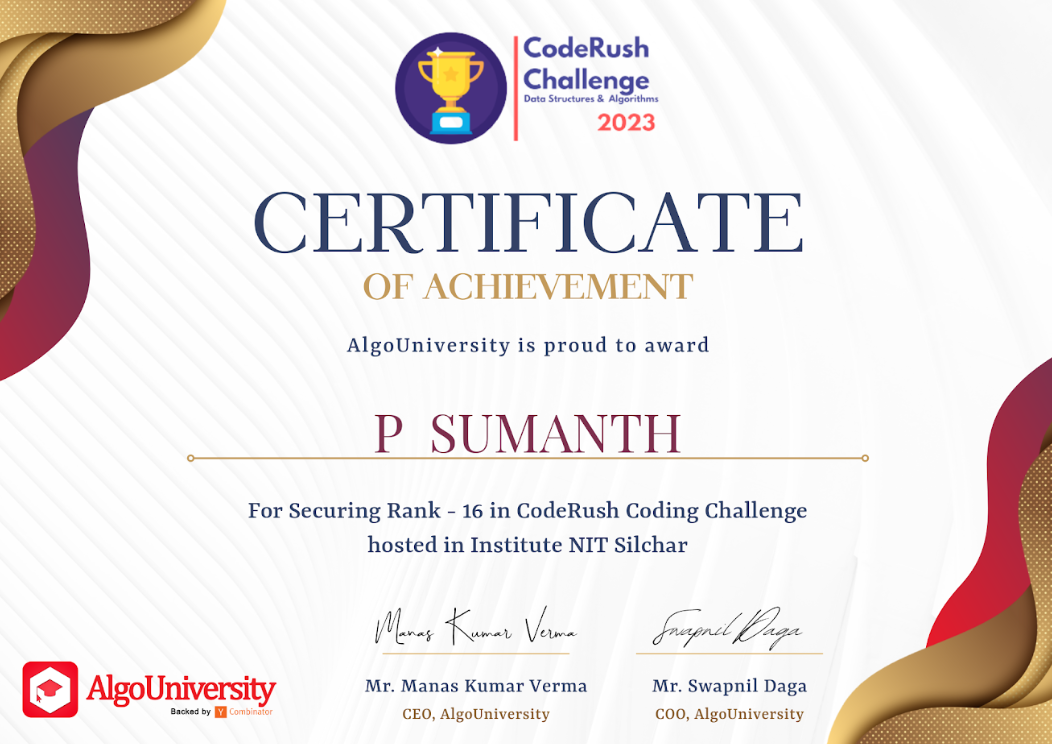 CodeRush
Challenge
Data Structures & Algorithms
2023
CERTIFICATE
OF ACHIEVEMENT
AlgoUniversity is proud to award
P SUMANTH
For Securing Rank - 16 in CodeRush Coding Challenge
hosted in Institute NIT Silchar
Manas Kumar Verma
Swapnil Daga
Mr. Manas Kumar Verma
Mr. Swapnil Daga
CEO, AlgoUniversity
COO, AlgoUniversity
AlgoUniversity
Backed by Y Combinator